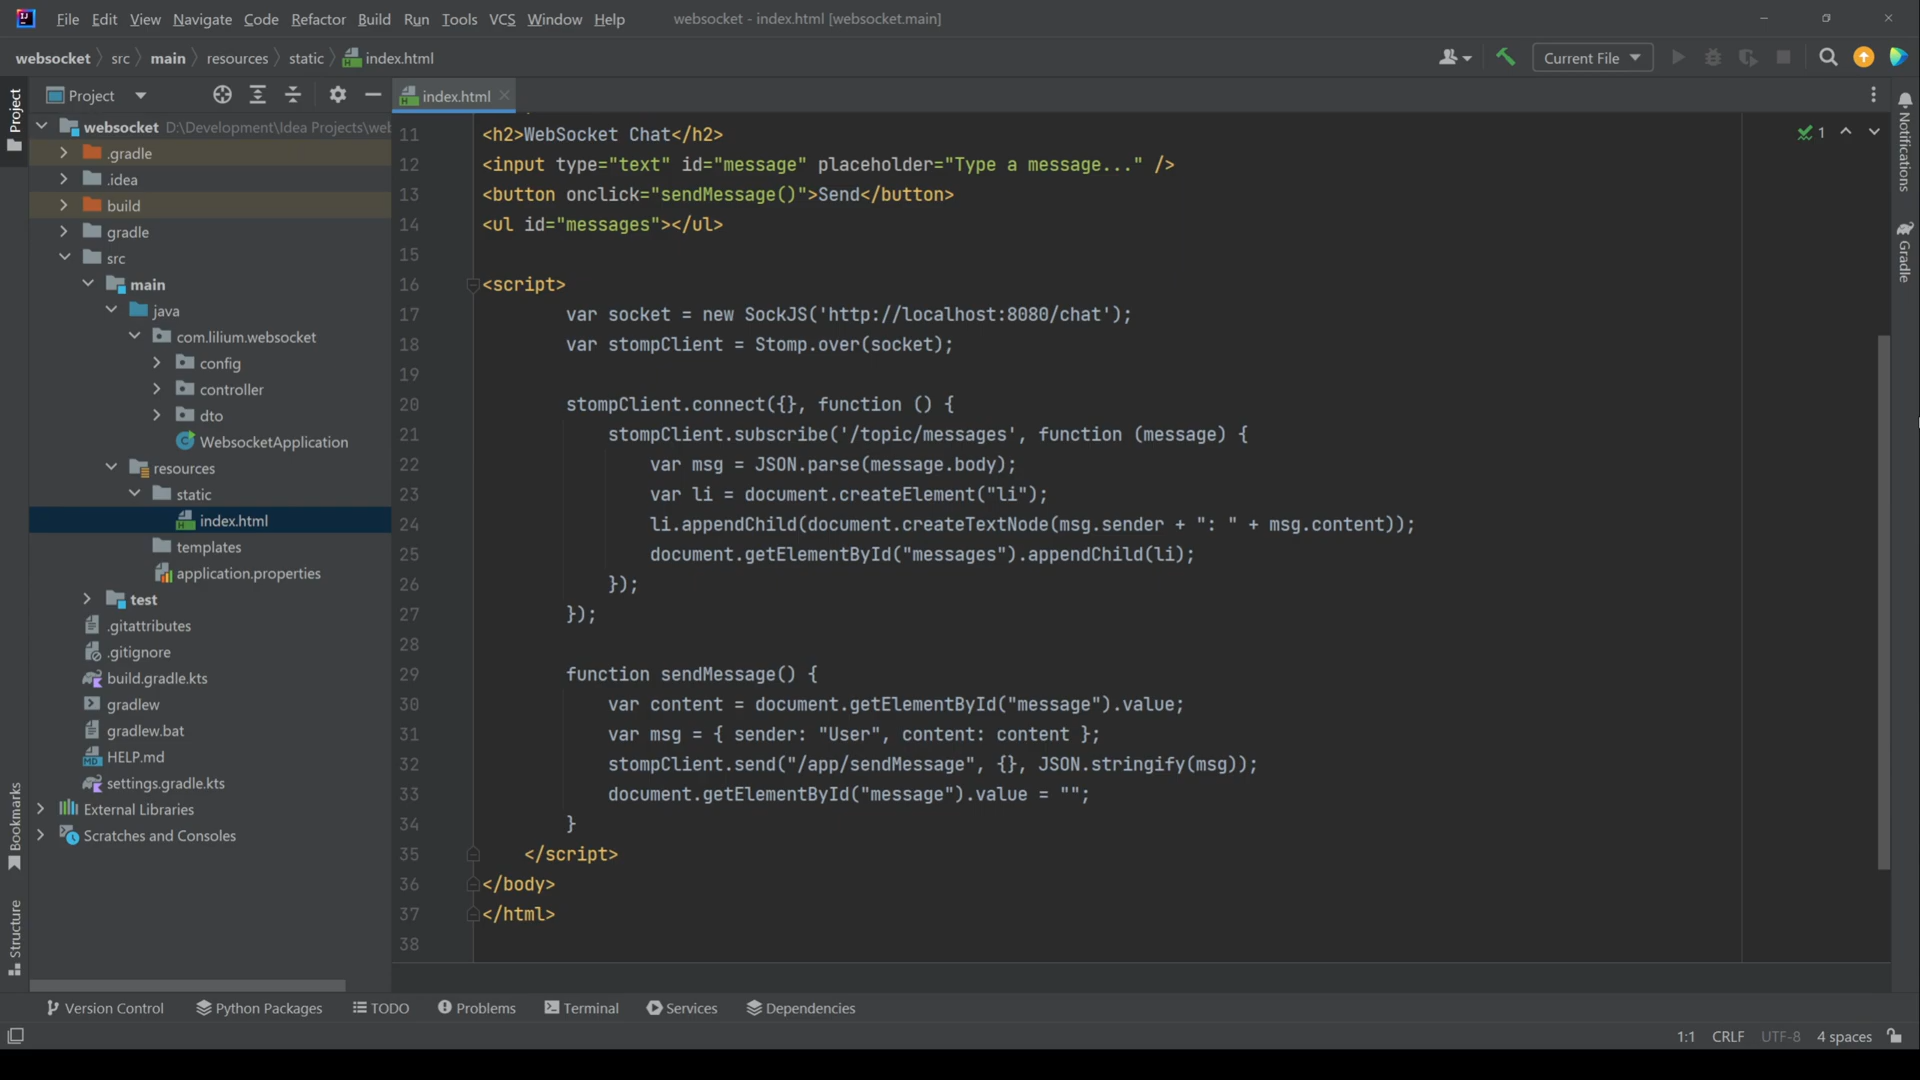 File Edit View Navigate Code Refactor Build Run Tools VCS Window Help websocket - index.html [websocket.main]
websocket src main resources static index.html Current File
Project index.html
Project
websocket D:\Development\Idea Projects\we
.gradle
.idea
build
gradle
src
main
java
com.lilium.websocket
config
controller
dto
WebsocketApplication
resources
static
index.html
templates
application.properties
test
.gitattributes
.gitignore
build.gradle.kts
gradlew
gradlew.bat
HELP.md
settings.gradle.kts
External Libraries
Scratches and Consoles
Bookmarks
Structure
11 <h2>WebSocket Chat</h2>
12 <input type="text" id="message" placeholder="Type a message..." />
13 <button onclick="sendMessage()">Send</button>
14 <ul id="messages"></ul>
15
16 <script>
17 var socket = new SockJS('http://localhost:8080/chat');
18 var stompClient = Stomp.over(socket);
19
20 stompClient.connect({}, function () {
21 stompClient.subscribe('/topic/messages', function (message) {
22 var msg = JSON.parse(message.body);
23 var li = document.createElement("li");
24 li.appendChild(document.createTextNode(msg.sender + ": " + msg.content));
25 document.getElementById("messages").appendChild(li);
26 });
27 });
28
29 function sendMessage() {
30 var content = document.getElementById("message").value;
31 var msg = { sender: "User", content: content };
32 stompClient.send("/app/sendMessage", {}, JSON.stringify(msg));
33 document.getElementById("message").value = "";
34 }
35 </script>
36 </body>
37 </html>
38
1
Notifications
Gradle
Version Control Python Packages TODO Problems Terminal Services Dependencies
1:1 CRLF UTF-8 4 spaces